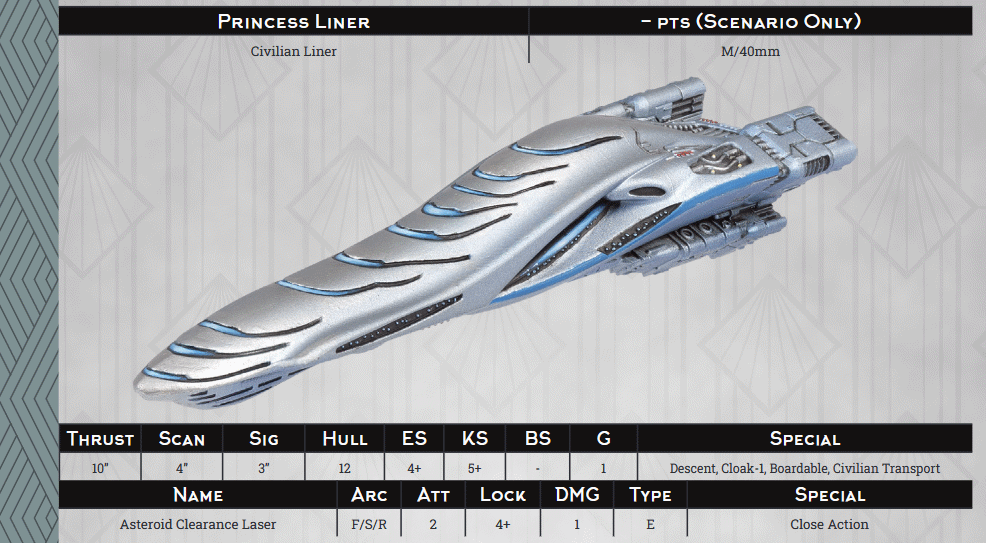 Princess Liner – pts (Scenario Only)
Civilian Liner M/40mm
Thrust Scan Sig Hull ES KS BS G Special
10" 4" 3" 12 4+ 5+ - 1 Descent, Cloak-1, Boardable, Civilian Transport
Name Arc Att Lock DMG Type Special
Asteroid Clearance Laser F/S/R 2 4+ 1 E Close Action